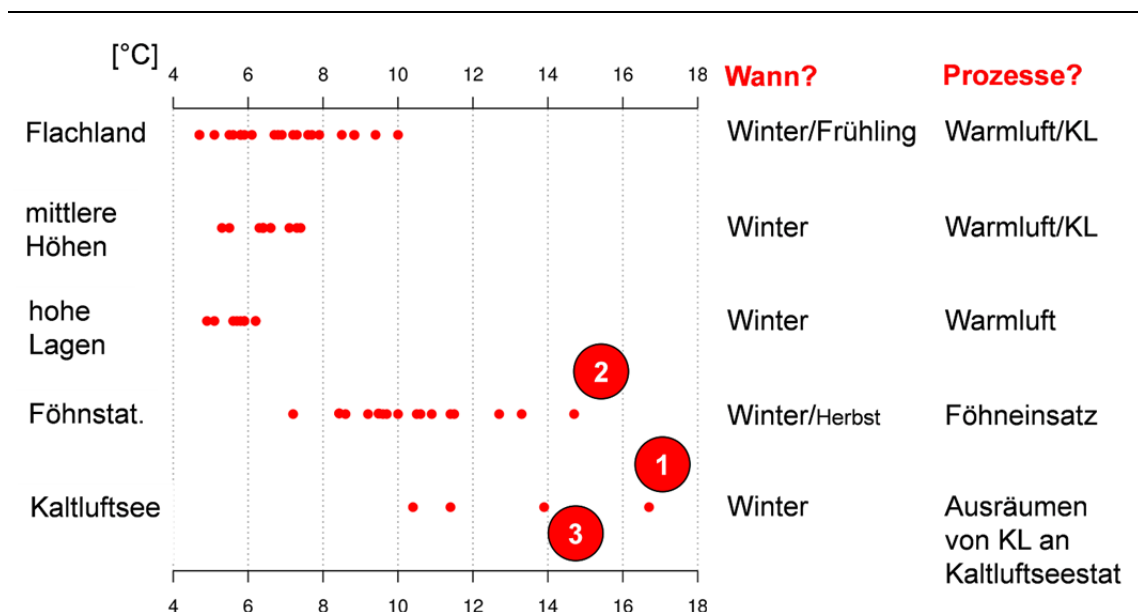 [°C]
4 6 8 10 12 14 16 18
Wann? Prozesse?
Flachland Winter/Frühling Warmluft/KL
mittlere
Höhen Winter Warmluft/KL
hohe
Lagen Winter Warmluft
2
Föhnstat. Winter/Herbst Föhneinsatz
1
Kaltluftsee Winter Ausräumen
3 von KL an
Kaltluftseestat
4 6 8 10 12 14 16 18